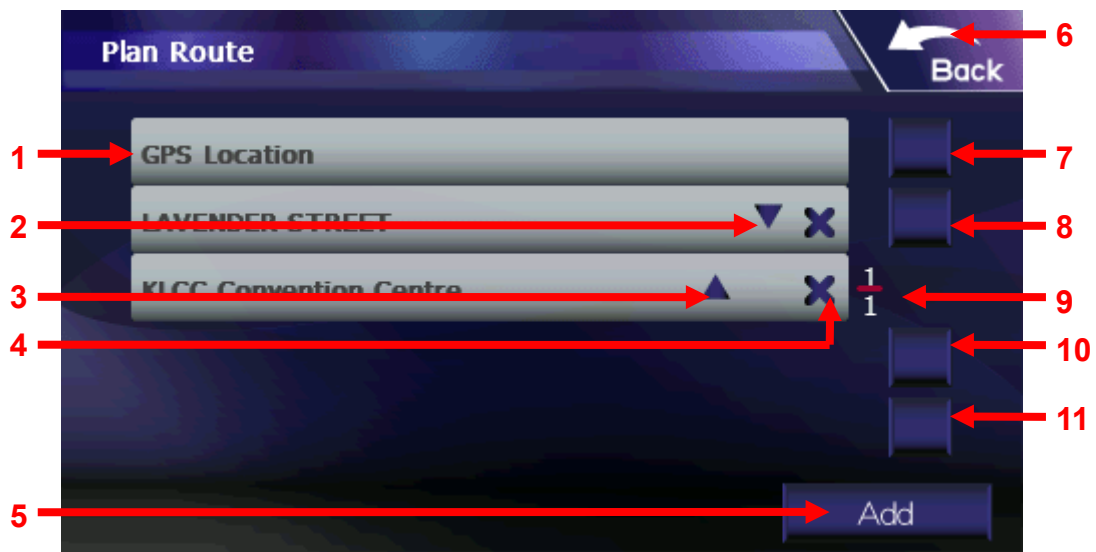 Plan Route
6
Back
1
GPS Location
7
2
LAVENDER STREET
8
3
KLCC Convention Centre
1
1
9
4
10
11
5
Add